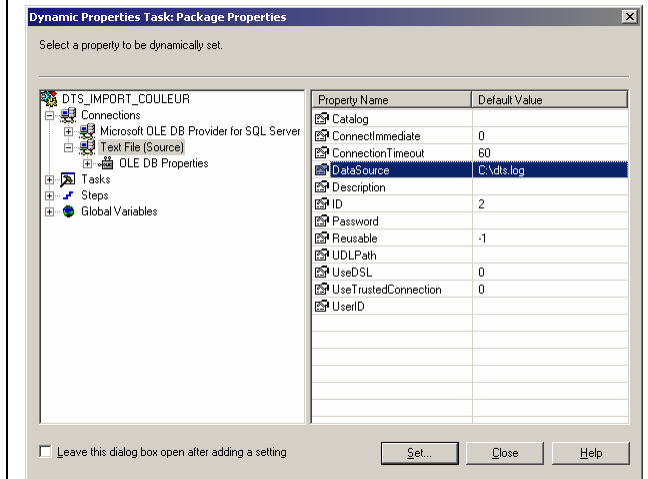 Dynamic Properties Task: Package Properties
Select a property to be dynamically set.
DTS_IMPORT_COULEUR
Connections
Microsoft OLE DB Provider for SQL Server
Text File (Source)
OLE DB Properties
Tasks
Steps
Global Variables
Property Name Default Value
Catalog
ConnectImmediate 0
ConnectionTimeout 60
DataSource C:\dts.log
Description
ID 2
Password
Reusable -1
UDLPath
UseDSL 0
UseTrustedConnection 0
UserID
Leave this dialog box open after adding a setting
Set... Close Help